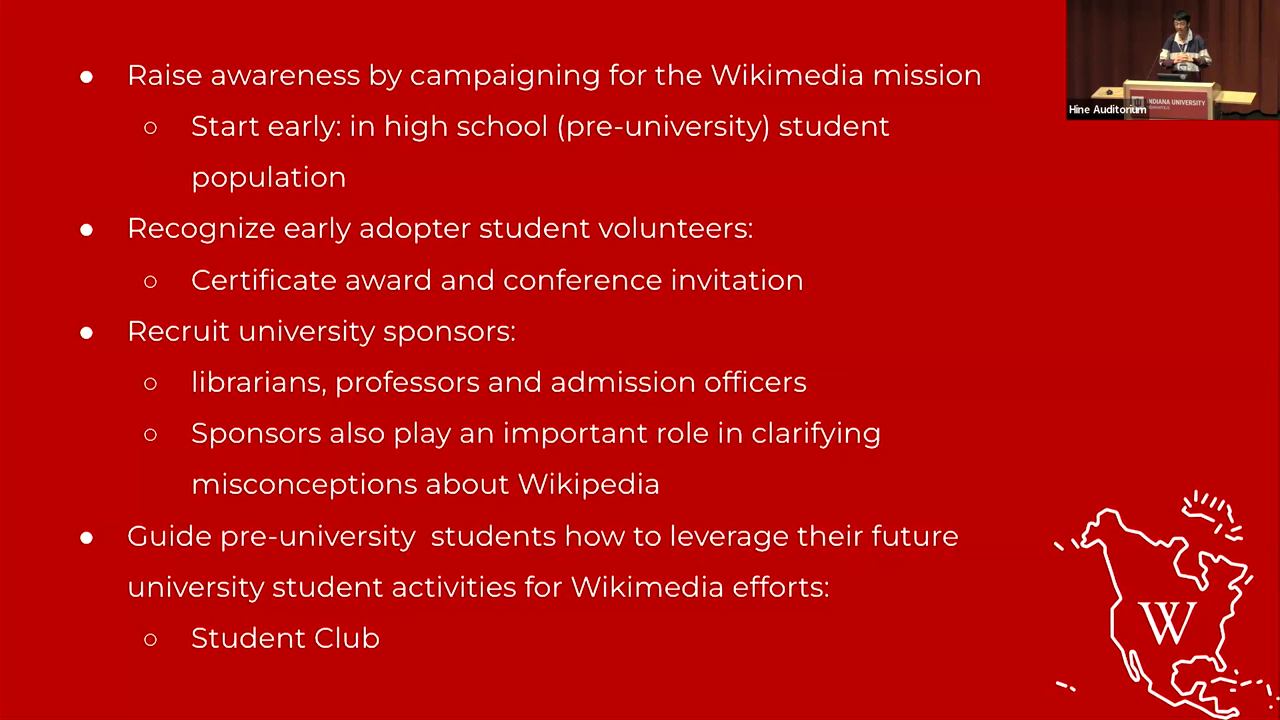 ● Raise awareness by campaigning for the Wikimedia mission
○ Start early: in high school (pre-university) student
population
● Recognize early adopter student volunteers:
○ Certificate award and conference invitation
● Recruit university sponsors:
○ librarians, professors and admission officers
○ Sponsors also play an important role in clarifying
misconceptions about Wikipedia
● Guide pre-university  students how to leverage their future
university student activities for Wikimedia efforts:
○ Student Club
W
Hine Auditorium
INDIANA UNIVERSITY
INDIANAPOLIS